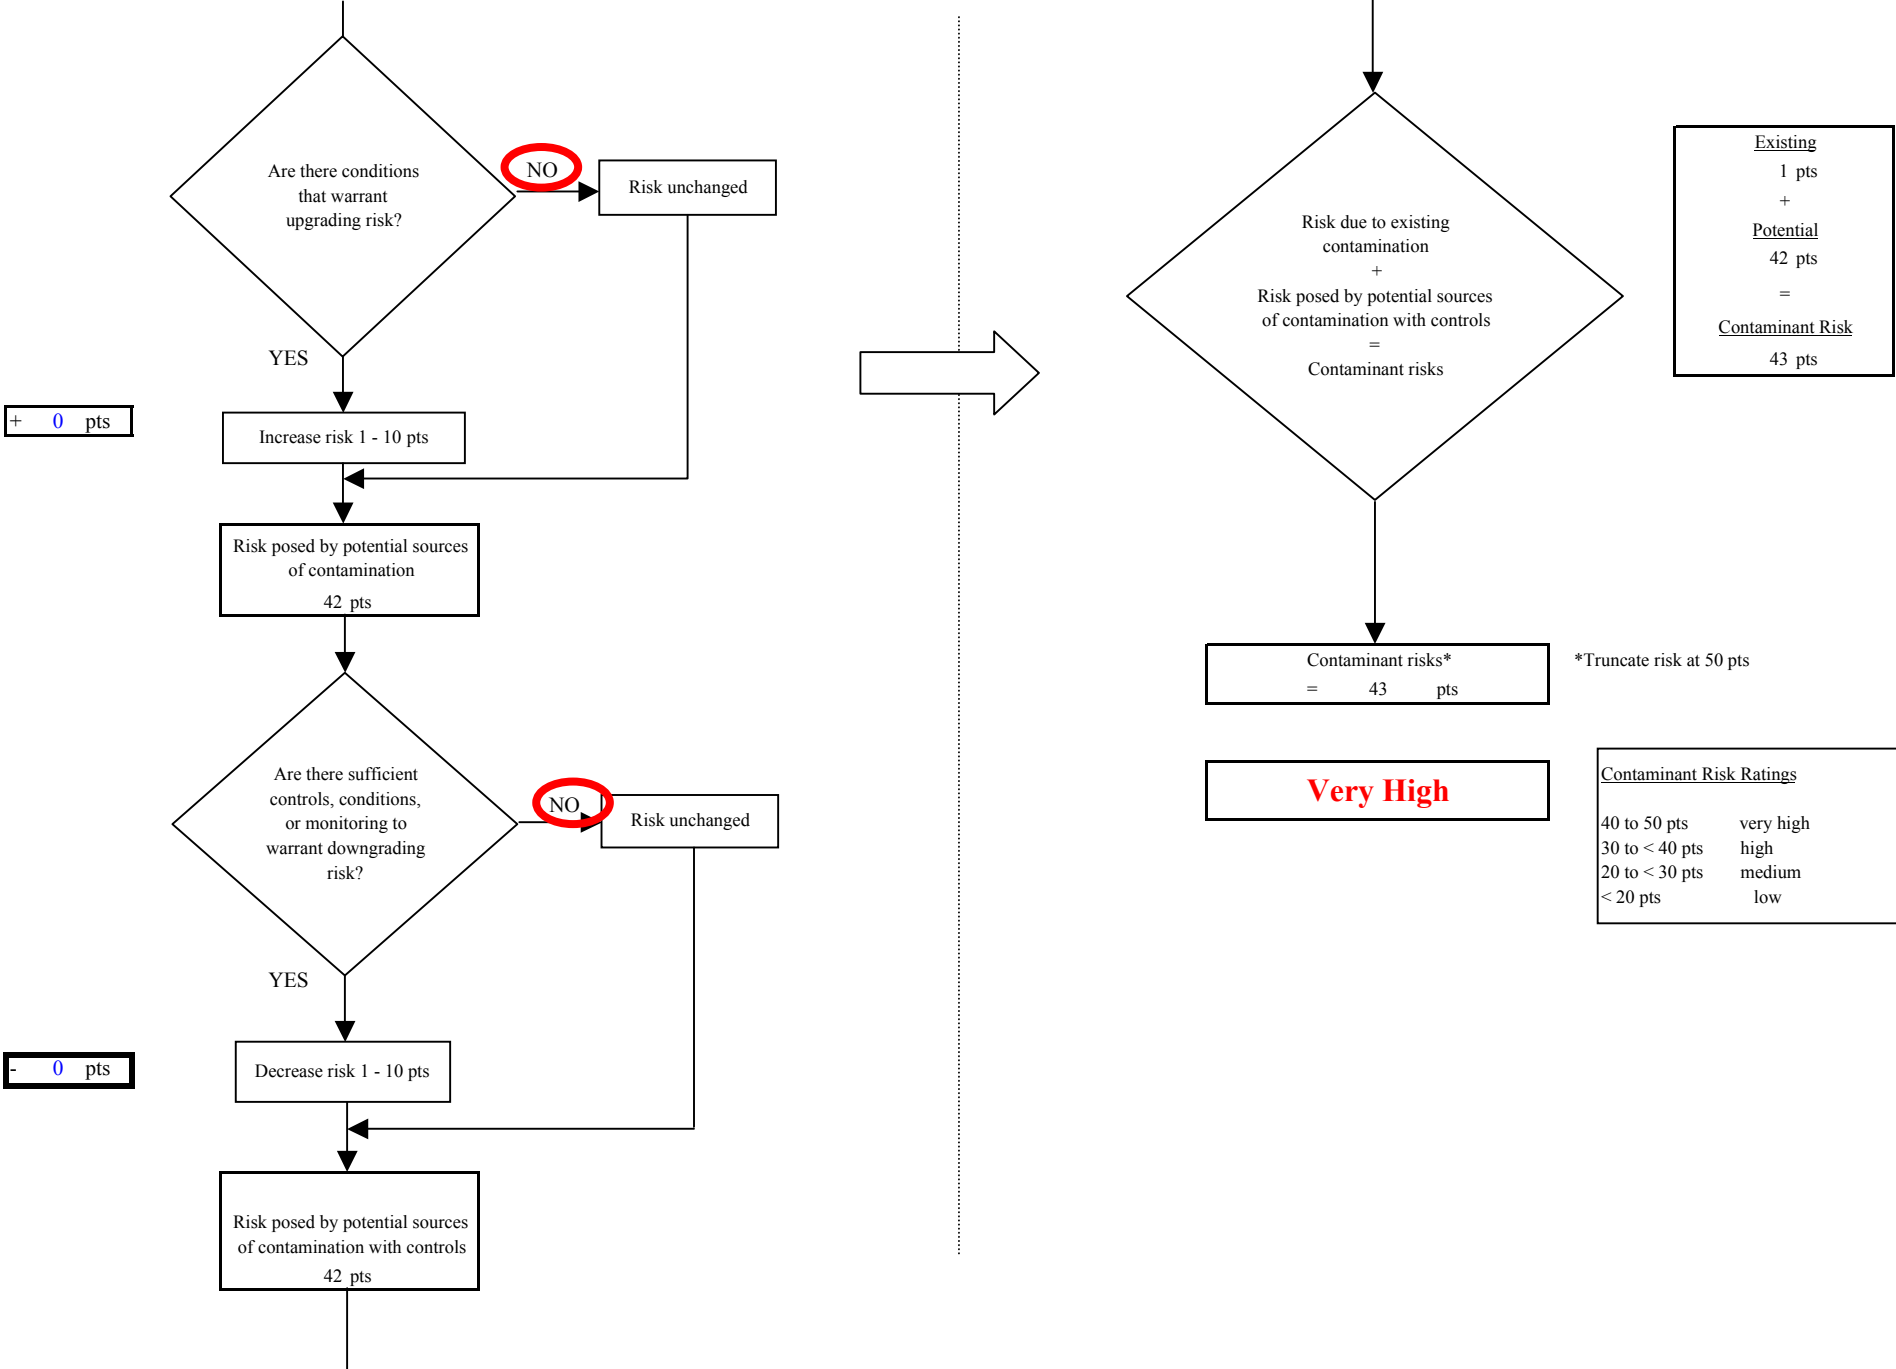 Are there conditions
that warrant
upgrading risk?
NO
Risk unchanged
YES
+ 0 pts
Increase risk 1 - 10 pts
Risk posed by potential sources
of contamination
42 pts
Are there sufficient
controls, conditions,
or monitoring to
warrant downgrading
risk?
NO
Risk unchanged
YES
- 0 pts
Decrease risk 1 - 10 pts
Risk posed by potential sources
of contamination with controls
42 pts
Risk due to existing
contamination
+
Risk posed by potential sources
of contamination with controls
=
Contaminant risks
Existing
1 pts
+
Potential
42 pts
=
Contaminant Risk
43 pts
Contaminant risks*
= 43 pts
*Truncate risk at 50 pts
Very High
Contaminant Risk Ratings
40 to 50 pts very high
30 to < 40 pts high
20 to < 30 pts medium
< 20 pts low